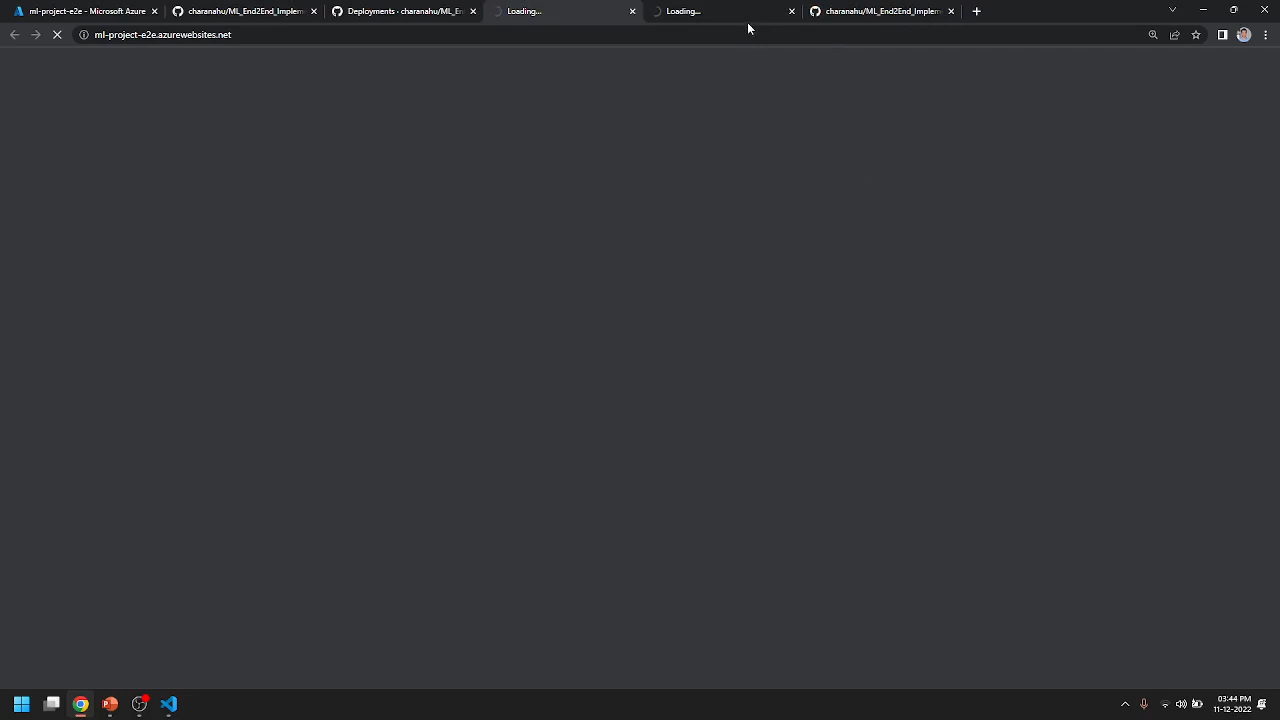 ml-project-e2e - Microsoft Azure
charanahu/ML_End2End_Implem
Deployments · charanahu/ML_En
Loading...
Loading...
charanahu/ML_End2End_Implem
ml-project-e2e.azurewebsites.net
03:44 PM
11-12-2022